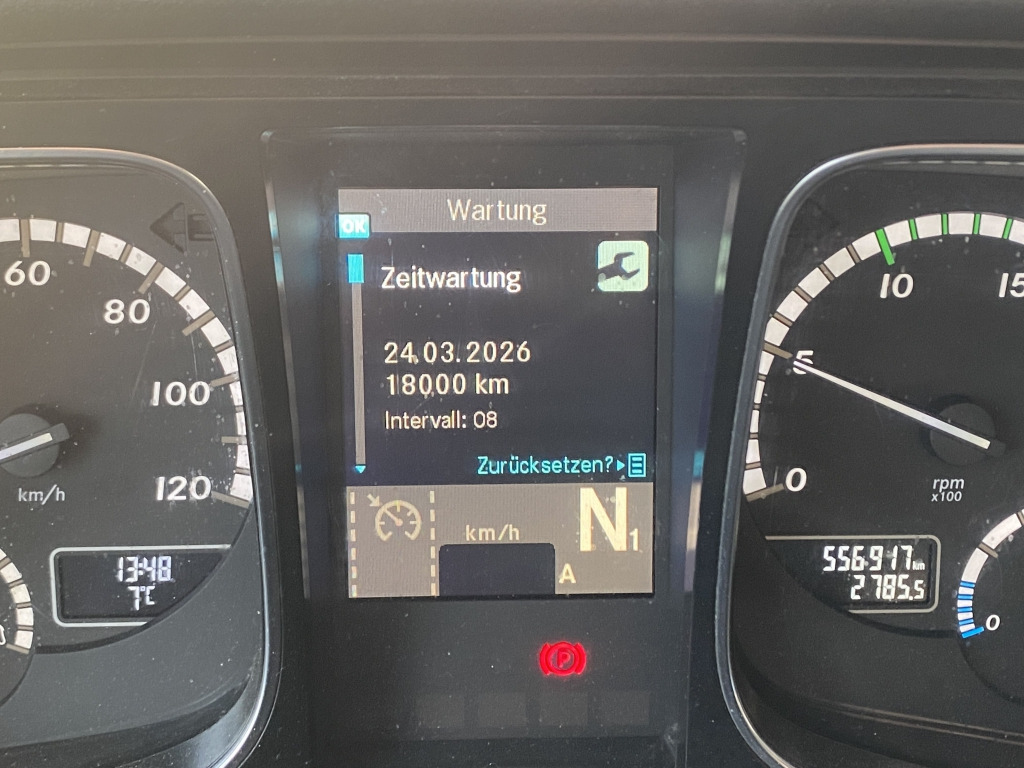 Wartung
OK
Zeitwartung
24.03.2026
18000 km
Intervall: 08
Zurücksetzen?
km/h
N1
A
60
80
100
120
km/h
13:48
7°C
0
5
10
15
rpm
x100
556917 km
2785,5
0
P